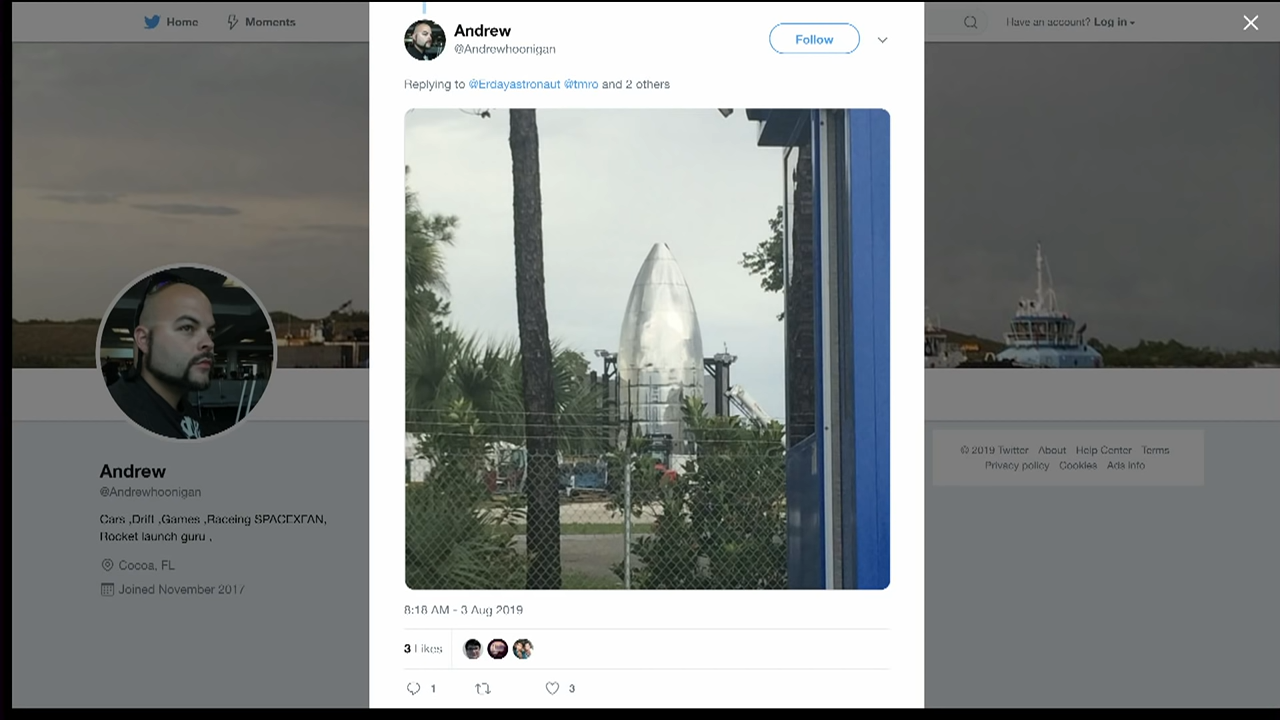 Home Moments
Have an account? Log in
Andrew
@Andrewhoonigan
Follow
Replying to @Erdayastronaut @tmro and 2 others
8:18 AM - 3 Aug 2019
3 Likes
1 3
Andrew
@Andrewhoonigan
Cars ,Drift ,Games ,Raceing SPACEXFAN,
Rocket launch guru ,
Cocoa, FL
Joined November 2017
© 2019 Twitter About Help Center Terms
Privacy policy Cookies Ads info